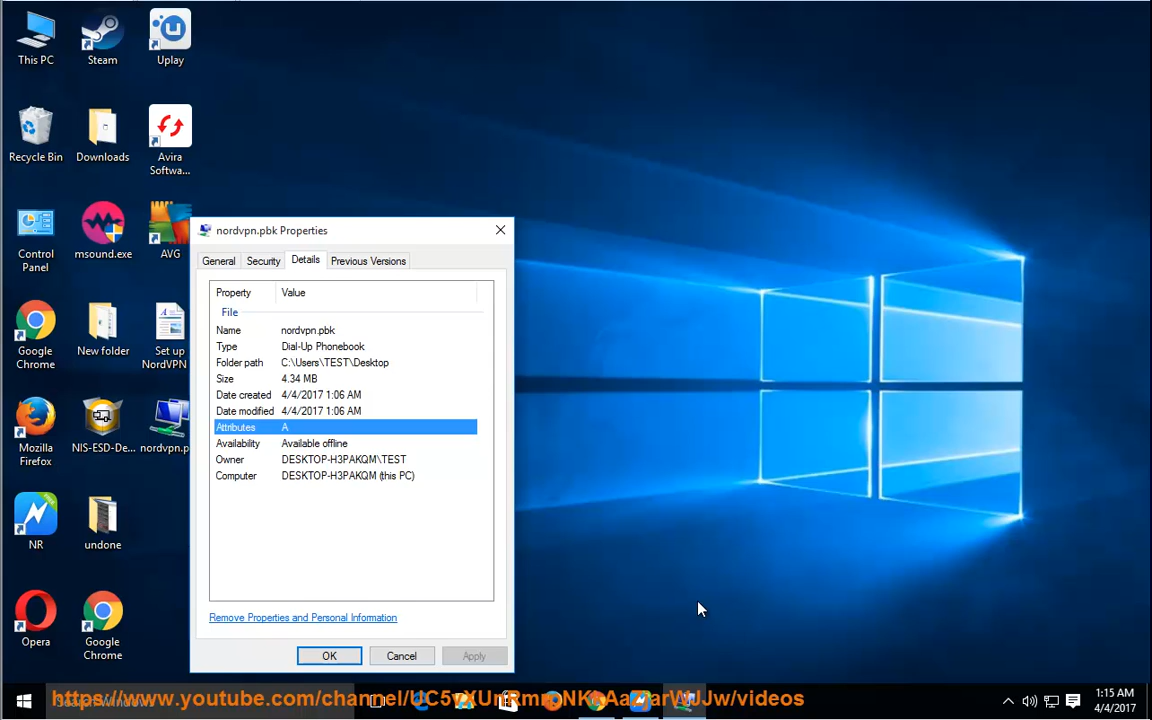 This PC
Steam
Uplay
Recycle Bin
Downloads
Avira
Softwa...
Control
Panel
msound.exe
AVG
Google
Chrome
New folder
Set up
NordVPN
Mozilla
Firefox
NIS-ESD-De...
nordvpn.p
NR
undone
Opera
Google
Chrome
nordvpn.pbk Properties
General Security Details Previous Versions
Property Value
File
Name nordvpn.pbk
Type Dial-Up Phonebook
Folder path C:\Users\TEST\Desktop
Size 4.34 MB
Date created 4/4/2017 1:06 AM
Date modified 4/4/2017 1:06 AM
Attributes A
Availability Available offline
Owner DESKTOP-H3PAKQM\TEST
Computer DESKTOP-H3PAKQM (this PC)
Remove Properties and Personal Information
OK Cancel Apply
Search Windows
1:15 AM
4/4/2017